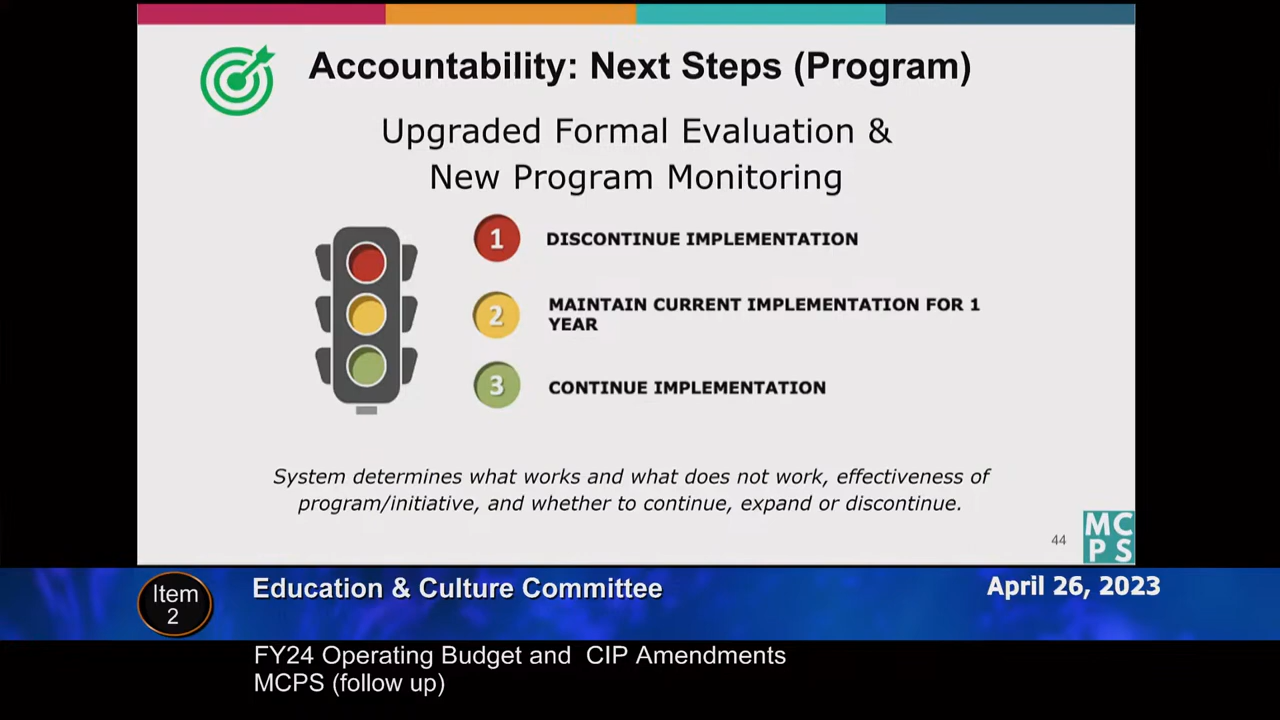 Accountability: Next Steps (Program)
Upgraded Formal Evaluation &
New Program Monitoring
1 DISCONTINUE IMPLEMENTATION
2 MAINTAIN CURRENT IMPLEMENTATION FOR 1
YEAR
3 CONTINUE IMPLEMENTATION
System determines what works and what does not work, effectiveness of
program/initiative, and whether to continue, expand or discontinue.
44
MC
PS
Item
2
Education & Culture Committee
April 26, 2023
FY24 Operating Budget and CIP Amendments
MCPS (follow up)